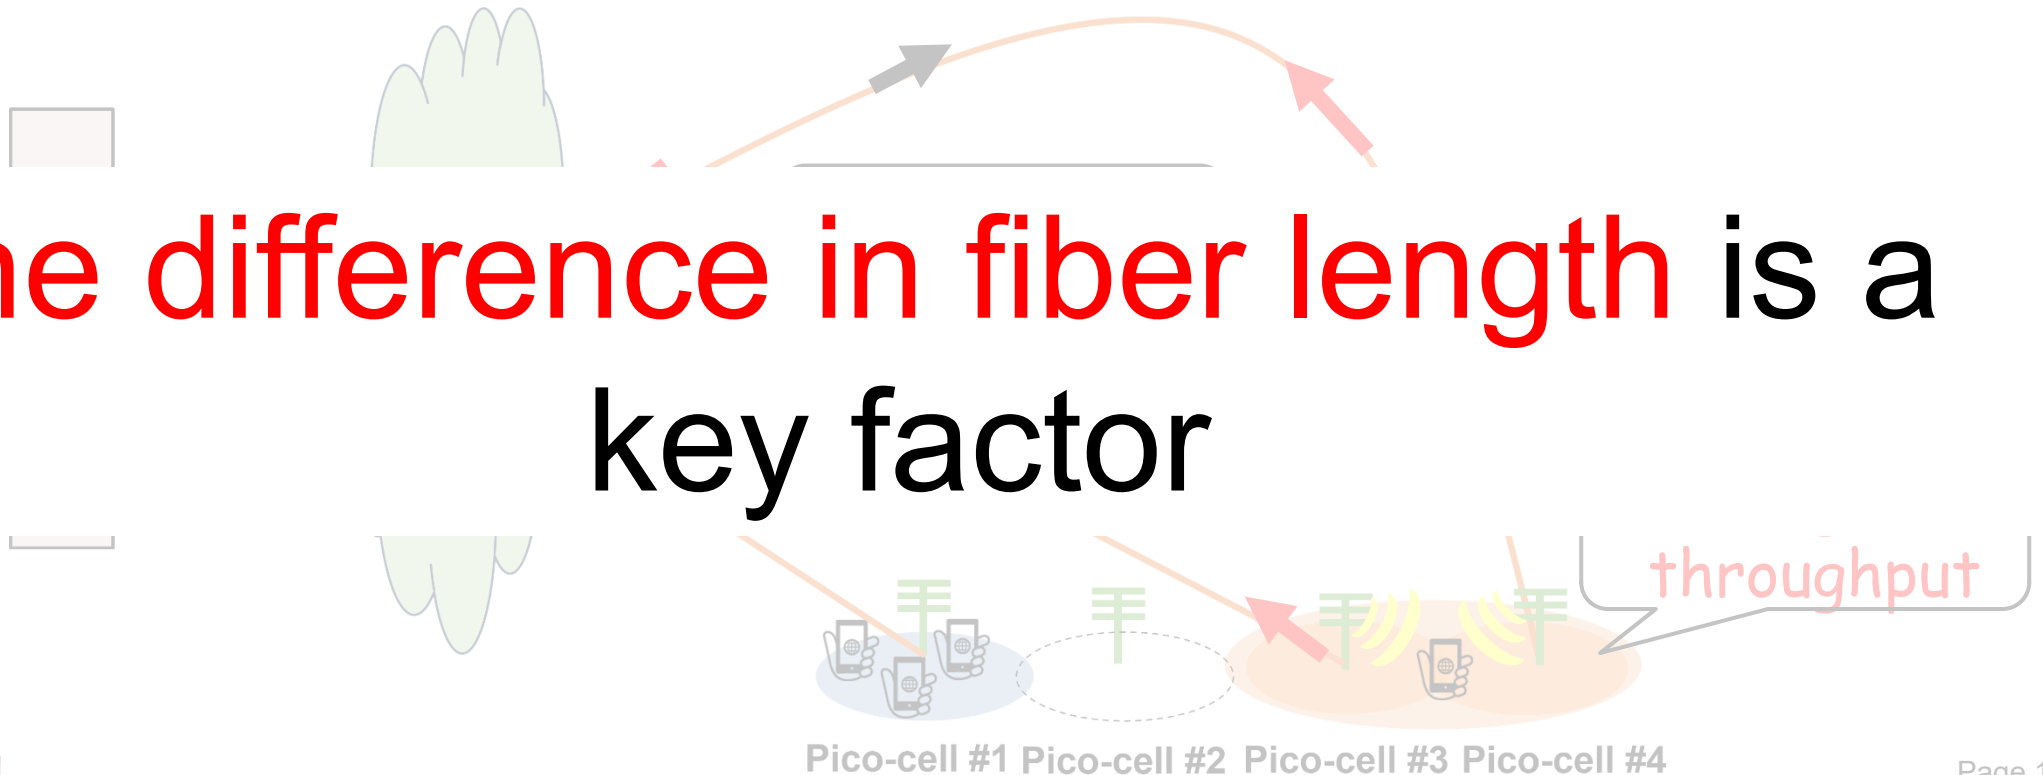 difference in fiber length is a
key factor
throughput
Pico-cell #1 Pico-cell #2 Pico-cell #3 Pico-cell #4
Page